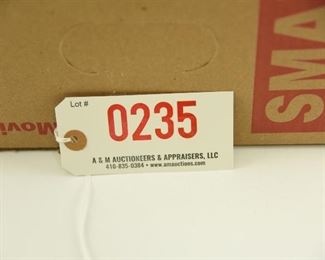 Lot #
0235
A & M AUCTIONEERS & APPRAISERS, LLC
410-835-0384 • www.amauctions.com
SMA
Movi